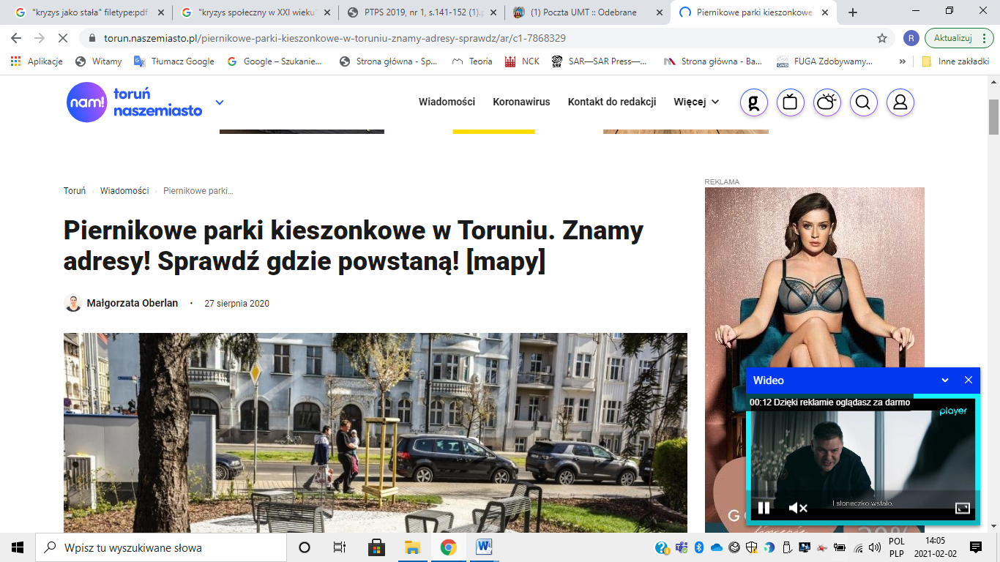 "kryzys jako stała" filetype:pdf
"kryzys społeczny w XXI wieku"
PTPS 2019, nr 1, s.141-152 (1).p
(1) Poczta UMT :: Odebrane
Piernikowe parki kieszonkowe
torun.naszemiasto.pl/piernikowe-parki-kieszonkowe-w-toruniu-znamy-adresy-sprawdz/ar/c1-7868329
R
Aktualizuj
Aplikacje
Witamy
Tłumacz Google
Google – Szukanie...
Strona główna - Sp...
Teoria
NCK
SAR—SAR Press—...
Strona główna - Ba...
FUGA Zdobywamy...
»
Inne zakładki
nam!
toruń
naszemiasto
Wiadomości
Koronawirus
Kontakt do redakcji
Więcej
g
REKLAMA
Toruń › Wiadomości › Piernikowe parki...
Piernikowe parki kieszonkowe w Toruniu. Znamy
adresy! Sprawdź gdzie powstaną! [mapy]
Małgorzata Oberlan • 27 sierpnia 2020
Wideo
00:12 Dzięki reklamie oglądasz za darmo
player
I słoneczko wstało.
Wpisz tu wyszukiwane słowa
POL
PLP
14:05
2021-02-02